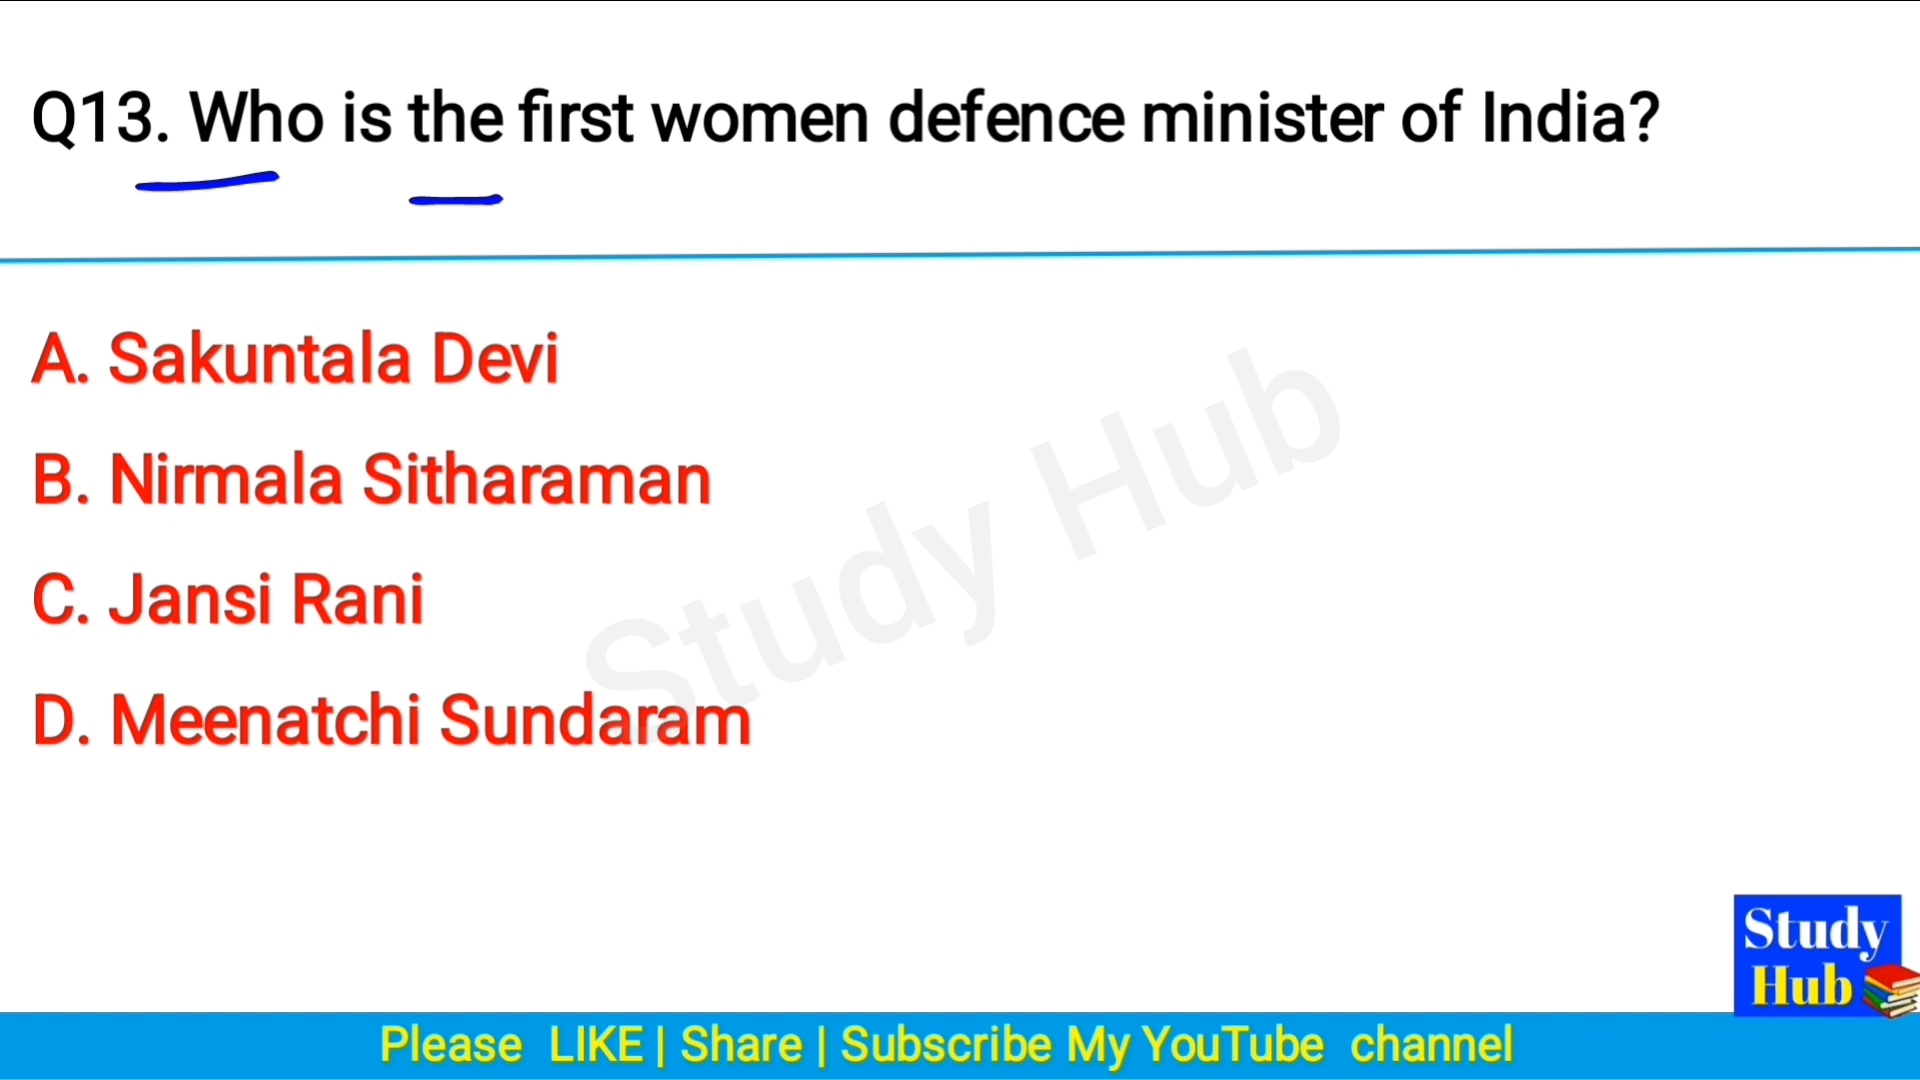 Q13. Who is the first women defence minister of India?
A. Sakuntala Devi
B. Nirmala Sitharaman
C. Jansi Rani
D. Meenatchi Sundaram
Study Hub
Study
Hub
Please LIKE | Share | Subscribe My YouTube channel